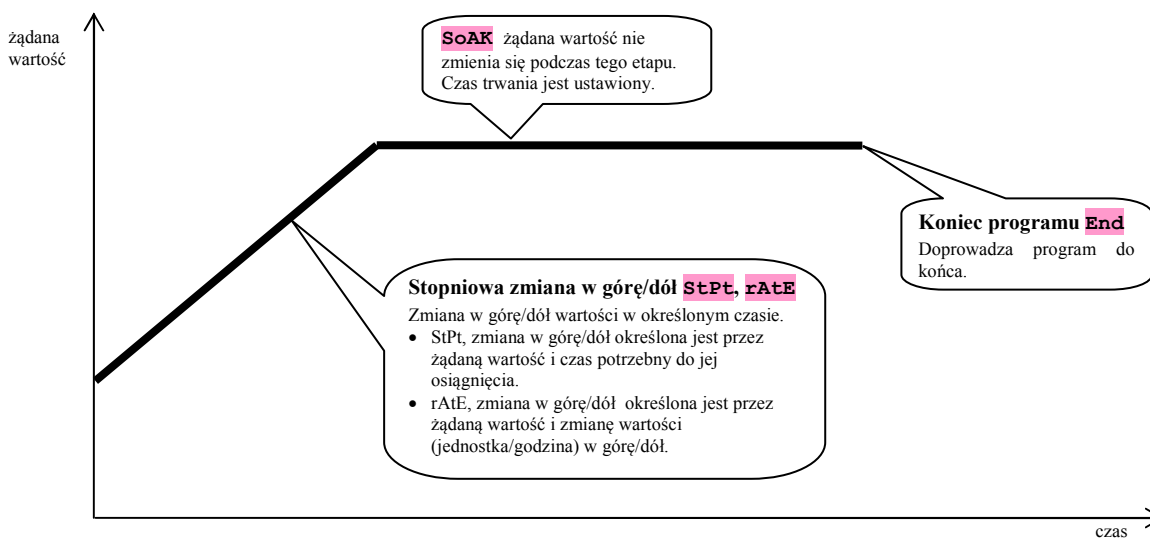 żądana
wartość
SoAK żądana wartość nie
zmienia się podczas tego etapu.
Czas trwania jest ustawiony.
Koniec programu End
Doprowadza program do
końca.
Stopniowa zmiana w górę/dół StPt, rAtE
Zmiana w górę/dół wartości w określonym czasie.
• StPt, zmiana w górę/dół określona jest przez
żądaną wartość i czas potrzebny do jej
osiągnięcia.
• rAtE, zmiana w górę/dół określona jest przez
żądaną wartość i zmianę wartości
(jednostka/godzina) w górę/dół.
czas